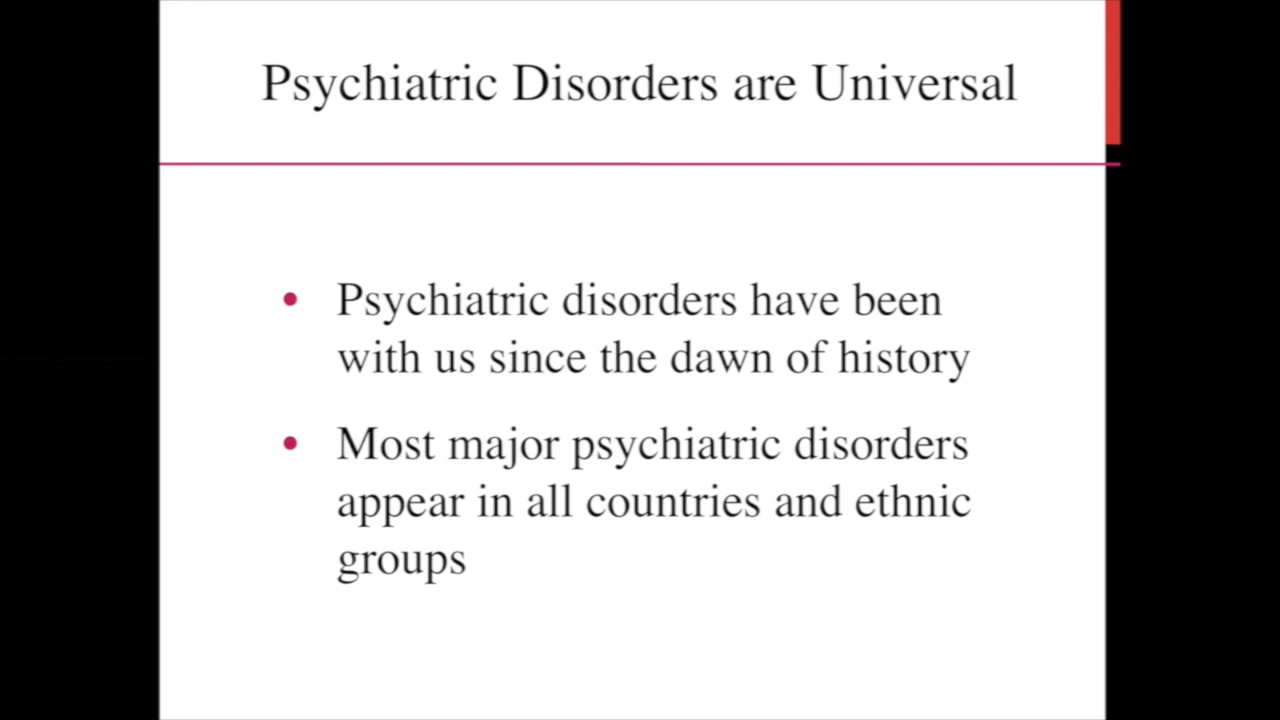 Psychiatric Disorders are Universal
• Psychiatric disorders have been
with us since the dawn of history
• Most major psychiatric disorders
appear in all countries and ethnic
groups